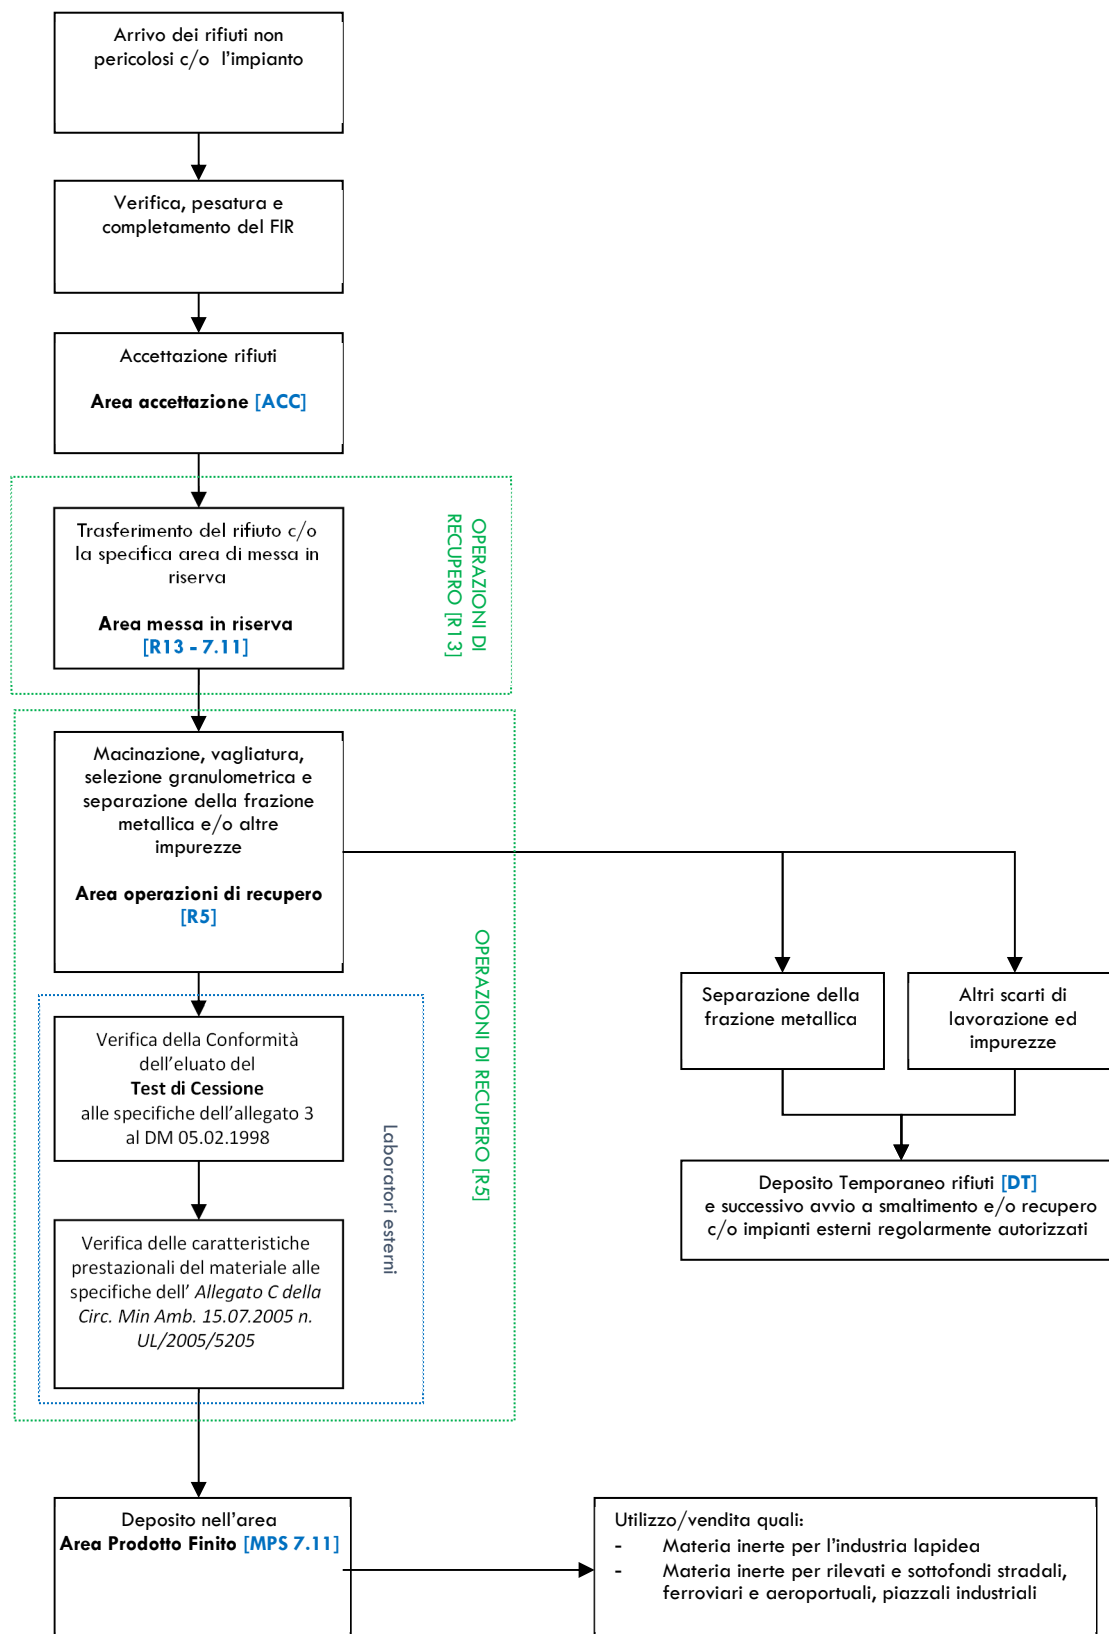 Arrivo dei rifiuti non
pericolosi c/o l'impianto
Verifica, pesatura e
completamento del FIR
Accettazione rifiuti
Area accettazione [ACC]
Trasferimento del rifiuto c/o
la specifica area di messa in
riserva
Area messa in riserva
[R13 - 7.11]
OPERAZIONI DI
RECUPERO [R13]
Macinazione, vagliatura,
selezione granulometrica e
separazione della frazione
metallica e/o altre
impurezze
Area operazioni di recupero
[R5]
OPERAZIONI DI RECUPERO [R5]
Separazione della
frazione metallica
Altri scarti di
lavorazione ed
impurezze
Verifica della Conformità
dell'eluato del
Test di Cessione
alle specifiche dell'allegato 3
al DM 05.02.1998
Laboratori esterni
Deposito Temporaneo rifiuti [DT]
e successivo avvio a smaltimento e/o recupero
c/o impianti esterni regolarmente autorizzati
Verifica delle caratteristiche
prestazionali del materiale alle
specifiche dell' Allegato C della
Circ. Min Amb. 15.07.2005 n.
UL/2005/5205
Deposito nell'area
Area Prodotto Finito [MPS 7.11]
Utilizzo/vendita quali:
- Materia inerte per l'industria lapidea
- Materia inerte per rilevati e sottofondi stradali,
ferroviari e aeroportuali, piazzali industriali